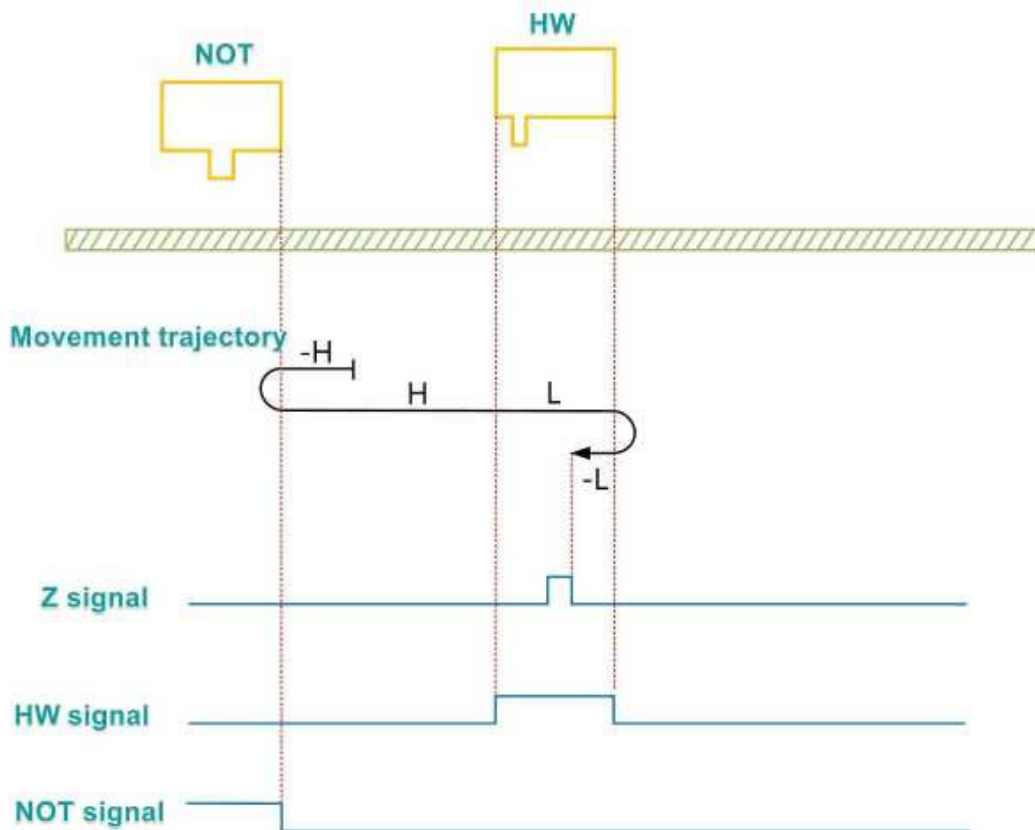 HW
NOT
Movement trajectory
-H
H
L
-L
Z signal
HW signal
NOT signal